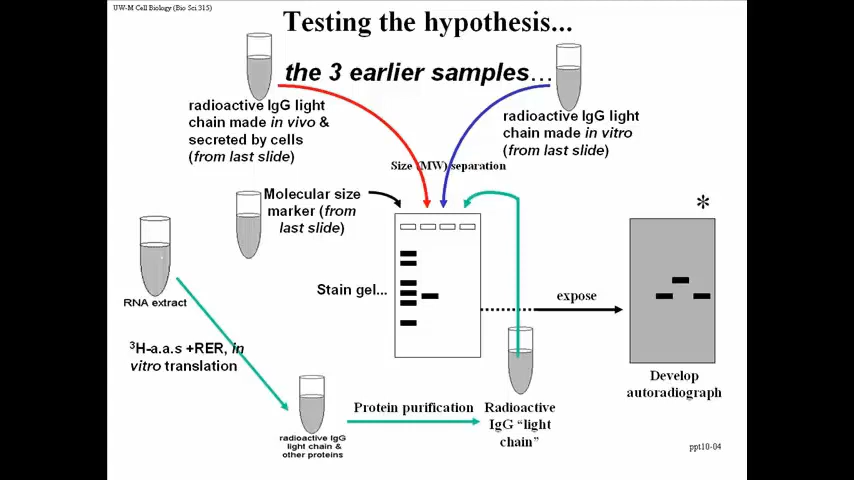 UW-M Cell Biology (Bio Sci 315)
Testing the hypothesis...
the 3 earlier samples…
radioactive IgG light
chain made in vivo &
secreted by cells
(from last slide)
radioactive IgG light
chain made in vitro
(from last slide)
Size (MW) separation
Molecular size
marker (from
last slide)
*
RNA extract
Stain gel...
expose
³H-a.a.s +RER, in
vitro translation
Develop
autoradiograph
Protein purification
Radioactive
IgG “light
chain”
radioactive IgG
light chain &
other proteins
ppt10-04